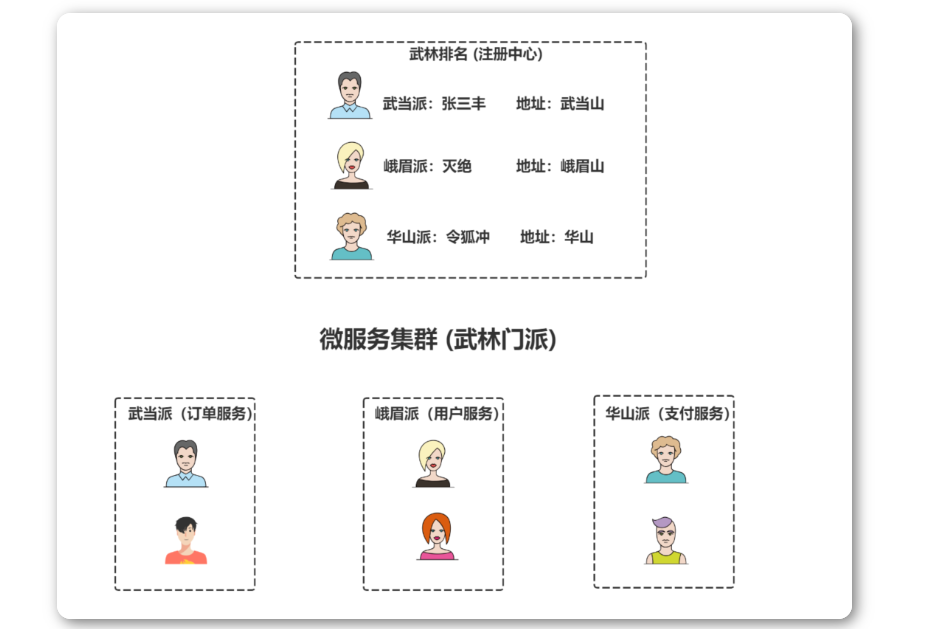 武林排名 (注册中心)
武当派：张三丰 地址：武当山
峨眉派：灭绝 地址：峨眉山
华山派：令狐冲 地址：华山
微服务集群 (武林门派)
武当派（订单服务）
峨眉派（用户服务）
华山派（支付服务）